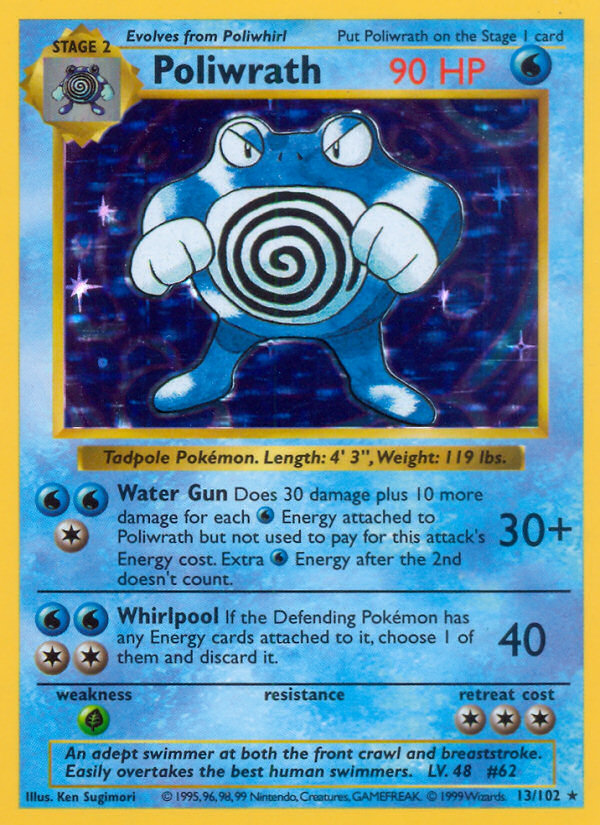 STAGE 2
Evolves from Poliwhirl
Put Poliwrath on the Stage 1 card
Poliwrath
90 HP
Tadpole Pokémon. Length: 4' 3", Weight: 119 lbs.
Water Gun Does 30 damage plus 10 more
damage for each Energy attached to
Poliwrath but not used to pay for this attack's
Energy cost. Extra Energy after the 2nd
doesn't count.
30+
Whirlpool If the Defending Pokémon has
any Energy cards attached to it, choose 1 of
them and discard it.
40
weakness
resistance
retreat cost
An adept swimmer at both the front crawl and breaststroke.
Easily overtakes the best human swimmers. LV. 48 #62
Illus. Ken Sugimori
© 1995, 96, 98, 99 Nintendo, Creatures, GAMEFREAK. © 1999 Wizards.
13/102 ★